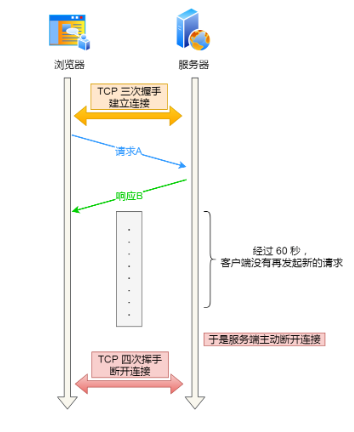 浏览器
服务器
TCP 三次握手
建立连接
请求A
响应B
经过 60 秒，
客户端没有再发起新的请求
于是服务端主动断开连接
TCP 四次挥手
断开连接